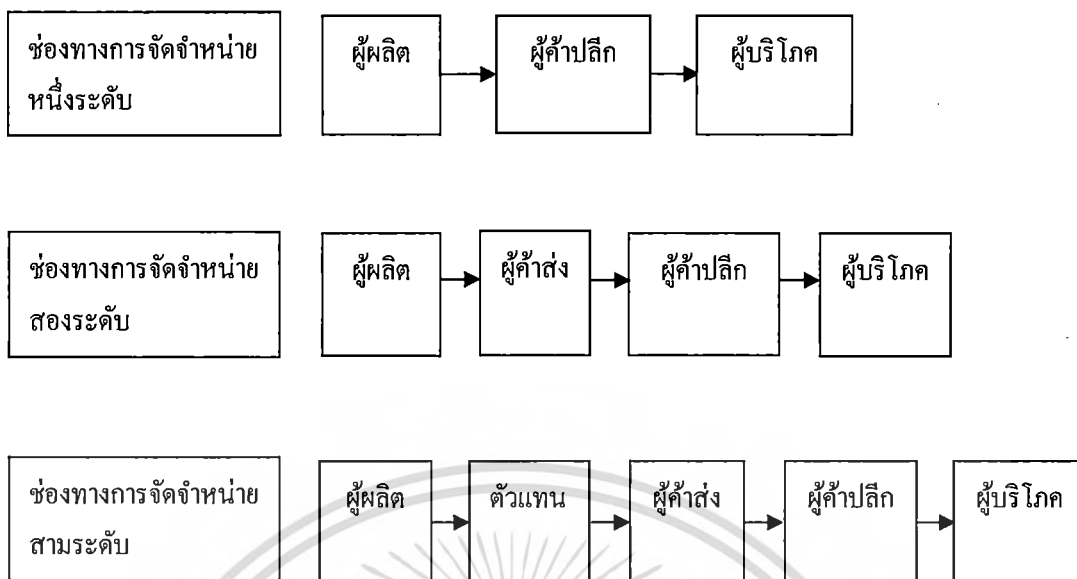 ช่องทางการจัดจำหน่าย
หนึ่งระดับ
ผู้ผลิต
ผู้ค้าปลีก
ผู้บริโภค
ช่องทางการจัดจำหน่าย
สองระดับ
ผู้ผลิต
ผู้ค้าส่ง
ผู้ค้าปลีก
ผู้บริโภค
ช่องทางการจัดจำหน่าย
สามระดับ
ผู้ผลิต
ตัวแทน
ผู้ค้าส่ง
ผู้ค้าปลีก
ผู้บริโภค